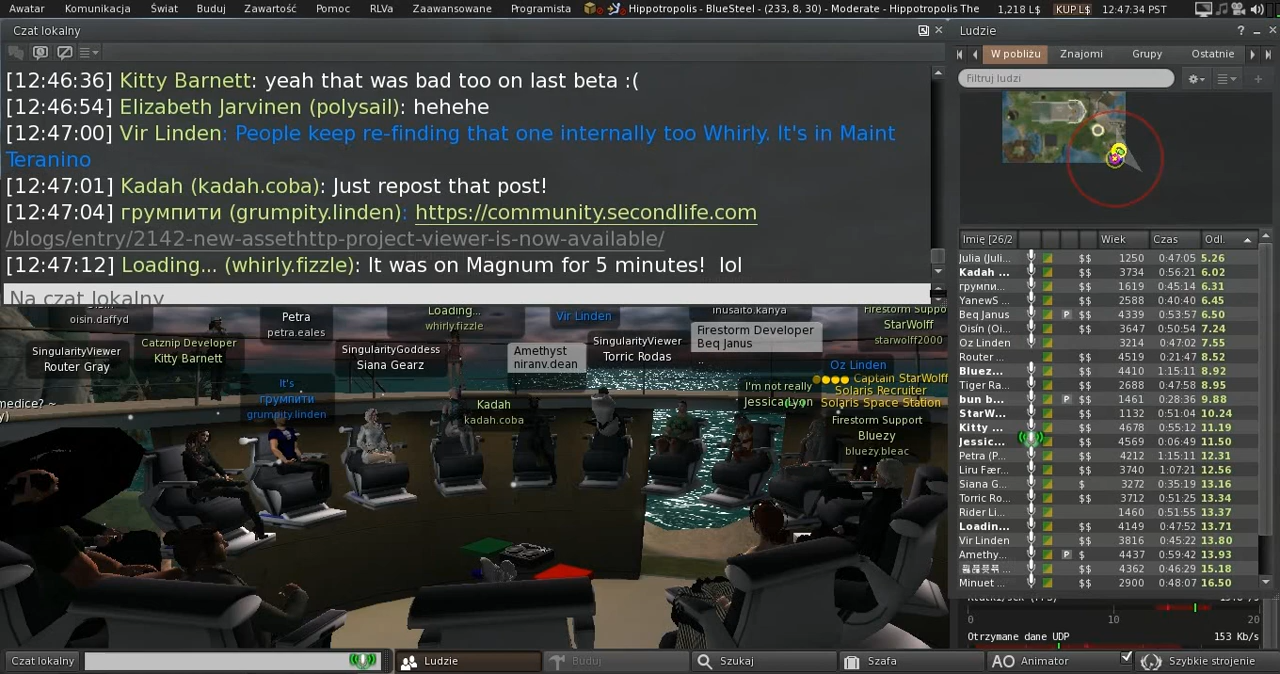 Awatar Komunikacja Świat Buduj Zawartość Pomoc RLVa Zaawansowane Programista Hippotropolis - BlueSteel - (233, 8, 30) - Moderate - Hippotropolis The 1,218 L$ KUP L$ 12:47:34 PST
Czat lokalny
[12:46:36] Kitty Barnett: yeah that was bad too on last beta :(
[12:46:54] Elizabeth Jarvinen (polysail): hehehe
[12:47:00] Vir Linden: People keep re-finding that one internally too Whirly. It's in Maint
Teranino
[12:47:01] Kadah (kadah.coba): Just repost that post!
[12:47:04] грумпити (grumpity.linden): https://community.secondlife.com
/blogs/entry/2142-new-assethttp-project-viewer-is-now-available/
[12:47:12] Loading... (whirly.fizzle): It was on Magnum for 5 minutes!  lol
Na czat lokalny
oisin.daffyd
Petra
petra.eales
Loading...
whirly.fizzle
Vir Linden
inusaito.kanya
Firestorm Developer
Beq Janus
Firestorm Suppo
StarWolff
starwolff2000
SingularityViewer
Router Gray
Catznip Developer
Kitty Barnett
SingularityGoddess
Siana Gearz
Amethyst
nirany.dean
SingularityViewer
Torric Rodas
Oz Linden
It's
грумпити
grumpity.linden
medice? ~
y)
Kadah
kadah.coba
I'm not really
Jessica Lyon
Captain StarWolff
Solaris Recruiter
Solaris Space Station
Firestorm Support
Bluezy
bluezy.bleac
Ludzie
W pobliżu Znajomi Grupy Ostatnie
Filtruj ludzi
Imię [26/2 Wiek Czas Odl.
Julia (Juli... $$ 1250 0:47:05 5.26
Kadah ... $$ 3734 0:56:21 6.02
грумпи... $$ 1619 0:45:14 6.31
YanewS ... $$ 2588 0:40:40 6.45
Beq Janus P $$ 4339 0:53:57 6.50
Oisín (Oi... $$ 3647 0:50:54 7.24
Oz Linden $$ 3214 0:47:02 7.55
Router ... $$ 4519 0:21:47 8.52
Bluez... $$ 4410 1:15:11 8.92
Tiger Ra... $$ 2688 0:47:58 8.95
bun b... P $$ 1461 0:28:36 9.88
StarW... $$ 1132 0:51:04 10.24
Kitty ... $$ 4678 0:55:12 11.19
Jessic... $$ 4569 0:06:49 11.50
Petra (P... $$ 4212 1:15:11 12.31
Liru Fær... $$ 3740 1:07:21 12.56
Siana G... $ 3272 0:35:19 13.16
Torric Ro... $$ 3712 0:51:25 13.34
Rider Li... 1460 0:51:55 13.37
Loadin... $$ 4149 0:47:52 13.71
Vir Linden $$ 3816 0:45:22 13.80
Amethy... P $ 4437 0:59:42 13.93
$$ 4362 0:46:29 15.18
Minuet ... $$ 2900 0:48:07 16.50
0 10 20
Otrzymane dane UDP 153 Kb/s
Czat lokalny Ludzie Buduj Szukaj Szafa AO Animator Szybkie strojenie